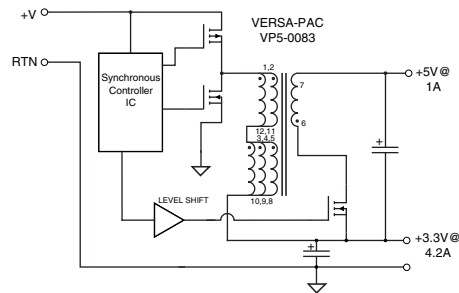 +V
VERSA-PAC
VP5-0083
RTN
Synchronous
Controller
IC
1,2
7
+5V@
1A
12,11
3,4,5
6
10,9,8
LEVEL SHIFT
+
+
+3.3V@
4.2A